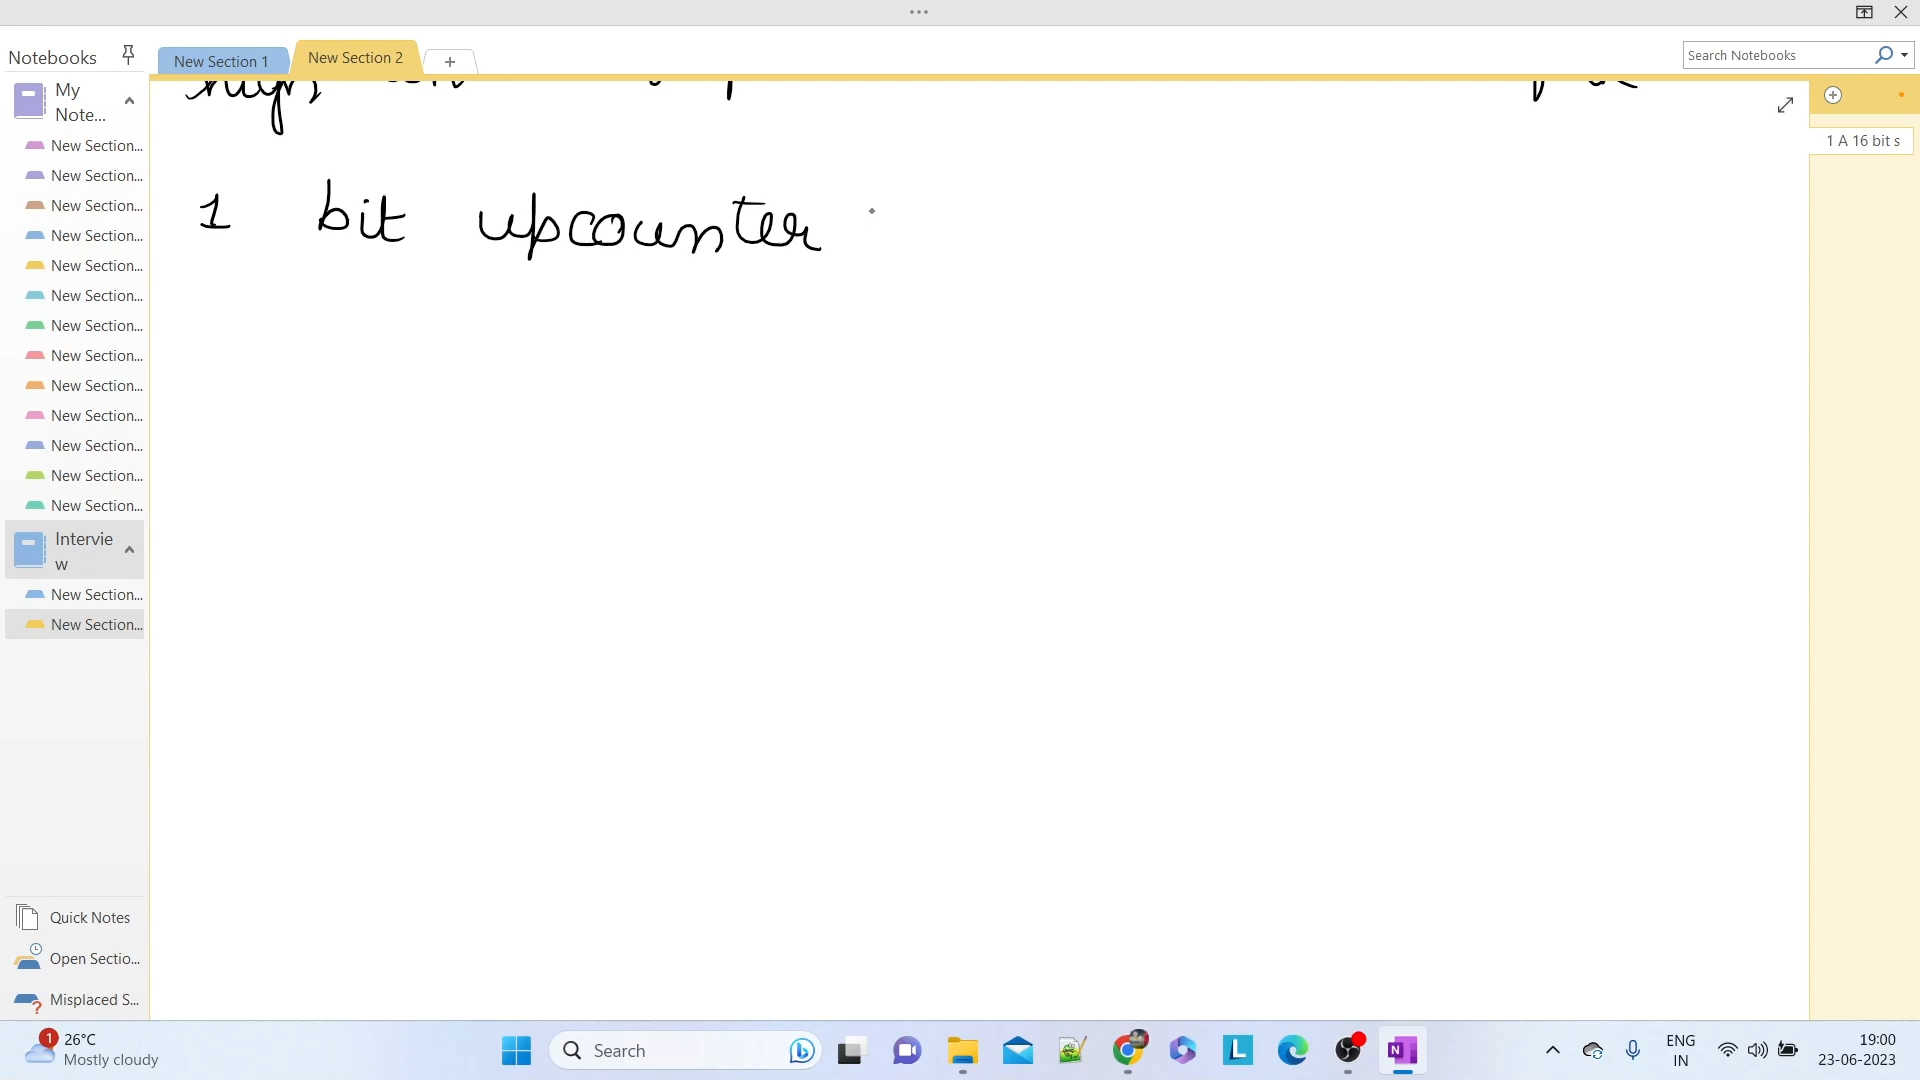 Notebooks
New Section 1
New Section 2
Search Notebooks
My Note...
1 A 16 bit s
New Section...
New Section...
New Section...
New Section...
New Section...
New Section...
New Section...
New Section...
New Section...
New Section...
New Section...
New Section...
New Section...
Interview
New Section...
New Section...
1 bit upcounter
Quick Notes
Open Sectio...
Misplaced S...
1
26°C
Mostly cloudy
Search
ENG
IN
19:00
23-06-2023